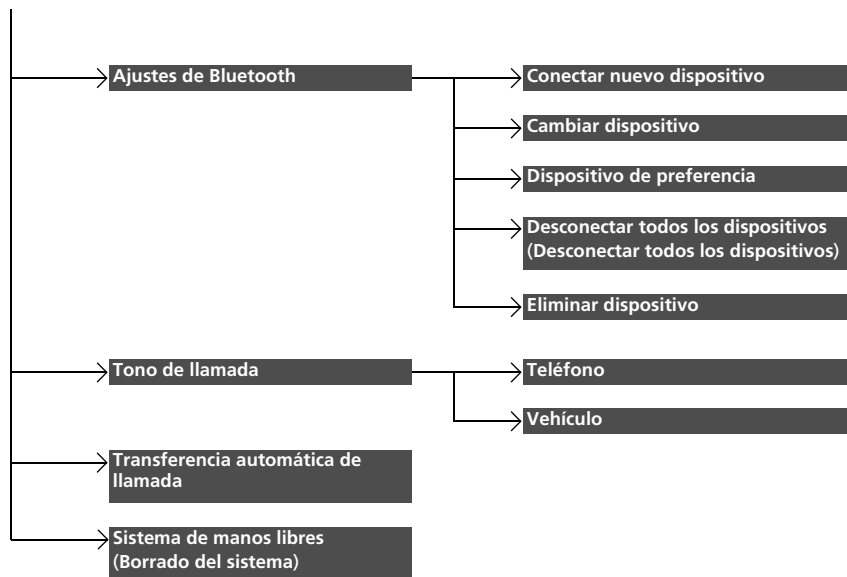 Ajustes de Bluetooth
Conectar nuevo dispositivo
Cambiar dispositivo
Dispositivo de preferencia
Desconectar todos los dispositivos
(Desconectar todos los dispositivos)
Eliminar dispositivo
Tono de llamada
Teléfono
Vehículo
Transferencia automática de
llamada
Sistema de manos libres
(Borrado del sistema)